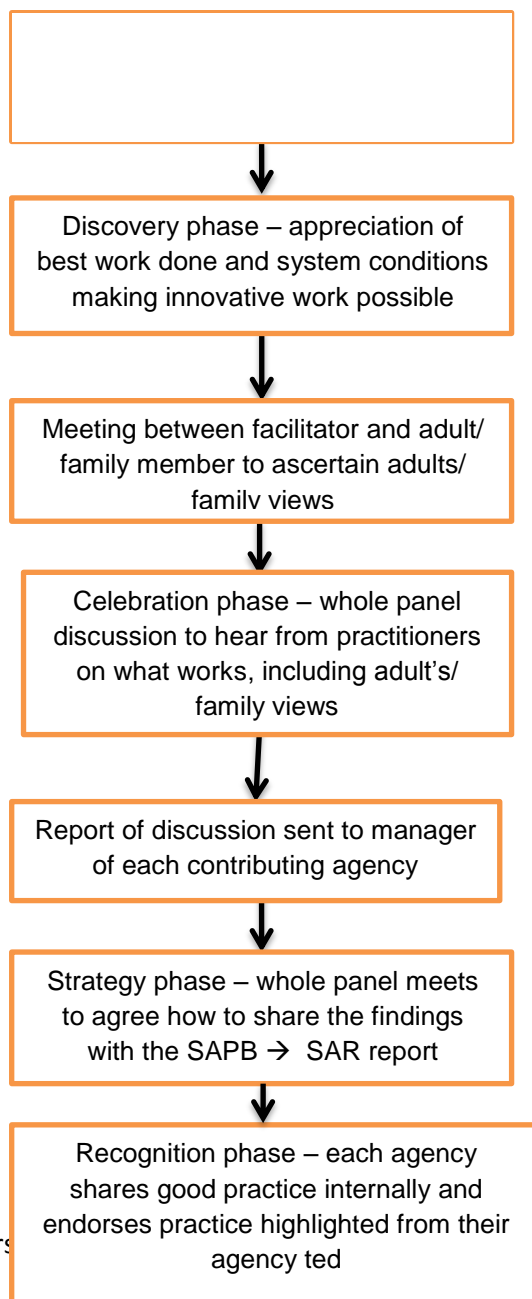 Discovery phase – appreciation of
best work done and system conditions
making innovative work possible
Meeting between facilitator and adult/
family member to ascertain adults/
family views
Celebration phase – whole panel
discussion to hear from practitioners
on what works, including adult’s/
family views
Report of discussion sent to manager
of each contributing agency
Strategy phase – whole panel meets
to agree how to share the findings
with the SAPB → SAR report
Recognition phase – each agency
shares good practice internally and
endorses practice highlighted from their
agency ted